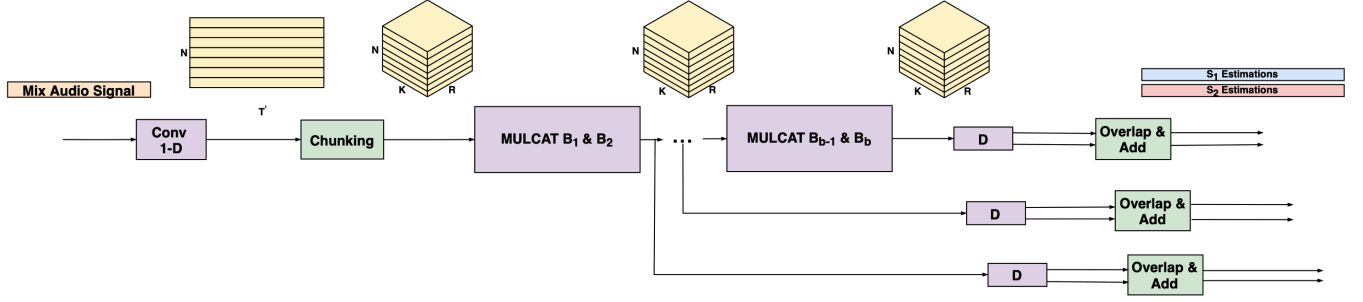 N
T'
N
K
R
N
K
R
N
K
R
Mix Audio Signal
S1 Estimations
S2 Estimations
Conv
1-D
Chunking
MULCAT B1 & B2
...
MULCAT Bb-1 & Bb
D
Overlap &
Add
D
Overlap &
Add
D
Overlap &
Add